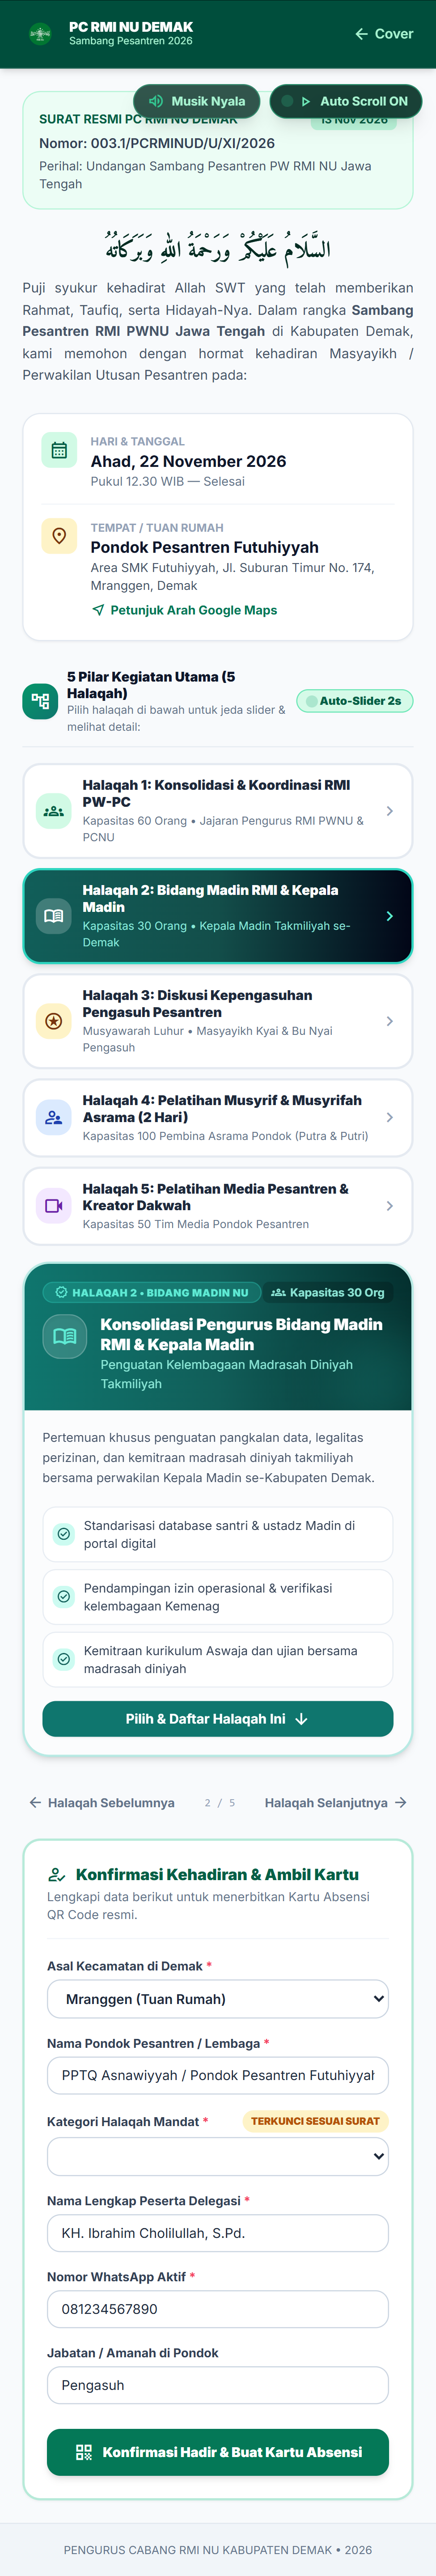 PC RMI NU DEMAK
Sambang Pesantren 2026
Cover
Musik Nyala
Auto Scroll ON
SURAT RESMI PC RMI NU DEMAK
13 Nov 2026
Nomor: 003.1/PCRMINUD/U/XI/2026
Perihal: Undangan Sambang Pesantren PW RMI NU Jawa
Tengah
السَّلَامُ عَلَيْكُمْ وَرَحْمَةُ اللهِ وَبَرَكَاتُهُ
Puji syukur kehadirat Allah SWT yang telah memberikan
Rahmat, Taufiq, serta Hidayah-Nya. Dalam rangka Sambang
Pesantren RMI PWNU Jawa Tengah di Kabupaten Demak,
kami memohon dengan hormat kehadiran Masyayikh /
Perwakilan Utusan Pesantren pada:
HARI & TANGGAL
Ahad, 22 November 2026
Pukul 12.30 WIB — Selesai
TEMPAT / TUAN RUMAH
Pondok Pesantren Futuhiyyah
Area SMK Futuhiyyah, Jl. Suburan Timur No. 174,
Mranggen, Demak
Petunjuk Arah Google Maps
5 Pilar Kegiatan Utama (5
Halaqah)
Pilih halaqah di bawah untuk jeda slider &
melihat detail:
Auto-Slider 2s
Halaqah 1: Konsolidasi & Koordinasi RMI
PW-PC
Kapasitas 60 Orang • Jajaran Pengurus RMI PWNU &
PCNU
Halaqah 2: Bidang Madin RMI & Kepala
Madin
Kapasitas 30 Orang • Kepala Madin Takmiliyah se-
Demak
Halaqah 3: Diskusi Kepengasuhan
Pengasuh Pesantren
Musyawarah Luhur • Masyayikh Kyai & Bu Nyai
Pengasuh
Halaqah 4: Pelatihan Musyrif & Musyrifah
Asrama (2 Hari)
Kapasitas 100 Pembina Asrama Pondok (Putra & Putri)
Halaqah 5: Pelatihan Media Pesantren &
Kreator Dakwah
Kapasitas 50 Tim Media Pondok Pesantren
HALAQAH 2 • BIDANG MADIN NU
Kapasitas 30 Org
Konsolidasi Pengurus Bidang Madin
RMI & Kepala Madin
Penguatan Kelembagaan Madrasah Diniyah
Takmiliyah
Pertemuan khusus penguatan pangkalan data, legalitas
perizinan, dan kemitraan madrasah diniyah takmiliyah
bersama perwakilan Kepala Madin se-Kabupaten Demak.
Standarisasi database santri & ustadz Madin di
portal digital
Pendampingan izin operasional & verifikasi
kelembagaan Kemenag
Kemitraan kurikulum Aswaja dan ujian bersama
madrasah diniyah
Pilih & Daftar Halaqah Ini
Halaqah Sebelumnya
2 / 5
Halaqah Selanjutnya
Konfirmasi Kehadiran & Ambil Kartu
Lengkapi data berikut untuk menerbitkan Kartu Absensi
QR Code resmi.
Asal Kecamatan di Demak *
Mranggen (Tuan Rumah)
Nama Pondok Pesantren / Lembaga *
PPTQ Asnawiyyah / Pondok Pesantren Futuhiyyah
Kategori Halaqah Mandat *
TERKUNCI SESUAI SURAT
Nama Lengkap Peserta Delegasi *
KH. Ibrahim Cholilullah, S.Pd.
Nomor WhatsApp Aktif *
081234567890
Jabatan / Amanah di Pondok
Pengasuh
Konfirmasi Hadir & Buat Kartu Absensi
PENGURUS CABANG RMI NU KABUPATEN DEMAK • 2026